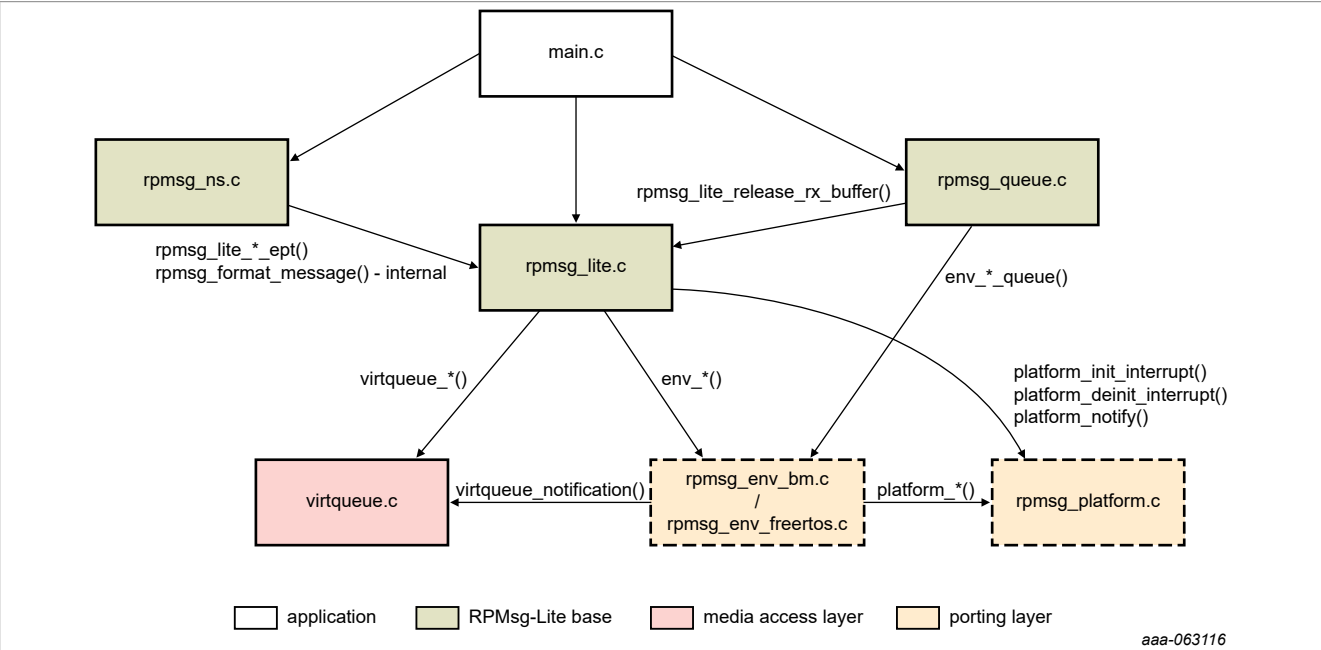 main.c
rpmsg_ns.c
rpmsg_queue.c
rpmsg_lite_release_rx_buffer()
rpmsg_lite_*_ept()
rpmsg_format_message() - internal
rpmsg_lite.c
env_*_queue()
virtqueue_*()
env_*()
platform_init_interrupt()
platform_deinit_interrupt()
platform_notify()
virtqueue.c
virtqueue_notification()
rpmsg_env_bm.c
/
rpmsg_env_freertos.c
platform_*()
rpmsg_platform.c
application
RPMsg-Lite base
media access layer
porting layer
aaa-063116